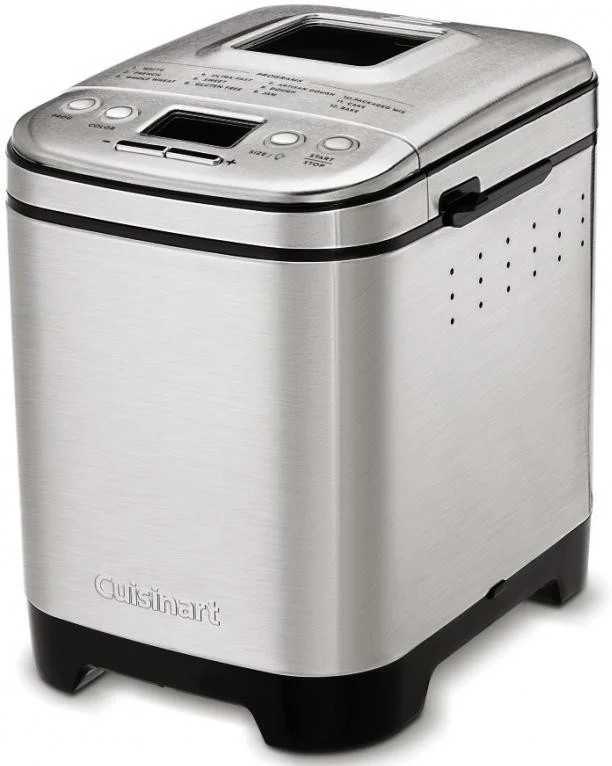 PROGRAMS
1. WHITE
2. FRENCH
3. WHOLE WHEAT
4. ULTRA-FAST
5. SWEET
6. GLUTEN FREE
7. ARTISAN DOUGH
8. DOUGH
9. JAM
10. PACKAGED MIX
11. CAKE
12. BAKE
PROG
COLOR
- +
SIZE /
START
STOP
Cuisinart